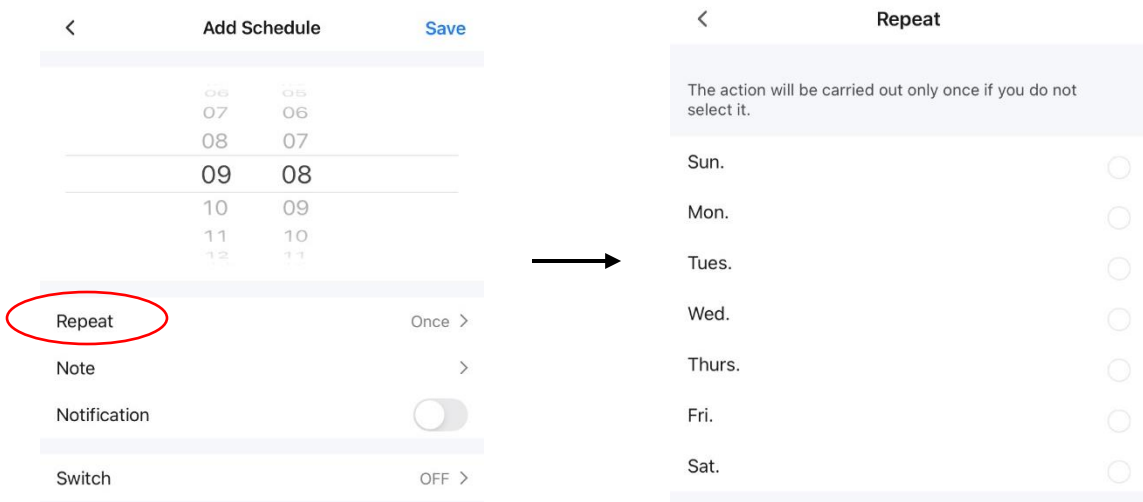 Add Schedule Save
06 05
07 06
08 07
09 08
10 09
11 10
12 11
Repeat Once
Note
Notification
Switch OFF
Repeat
The action will be carried out only once if you do not
select it.
Sun.
Mon.
Tues.
Wed.
Thurs.
Fri.
Sat.